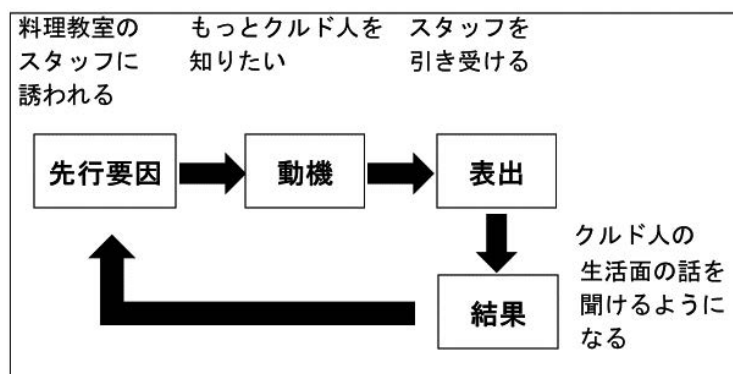 料理教室の
スタッフに
誘われる
もっとクルド人を
知りたい
スタッフを
引き受ける
先行要因
動機
表出
クルド人の
生活面の話を
聞けるように
なる
結果